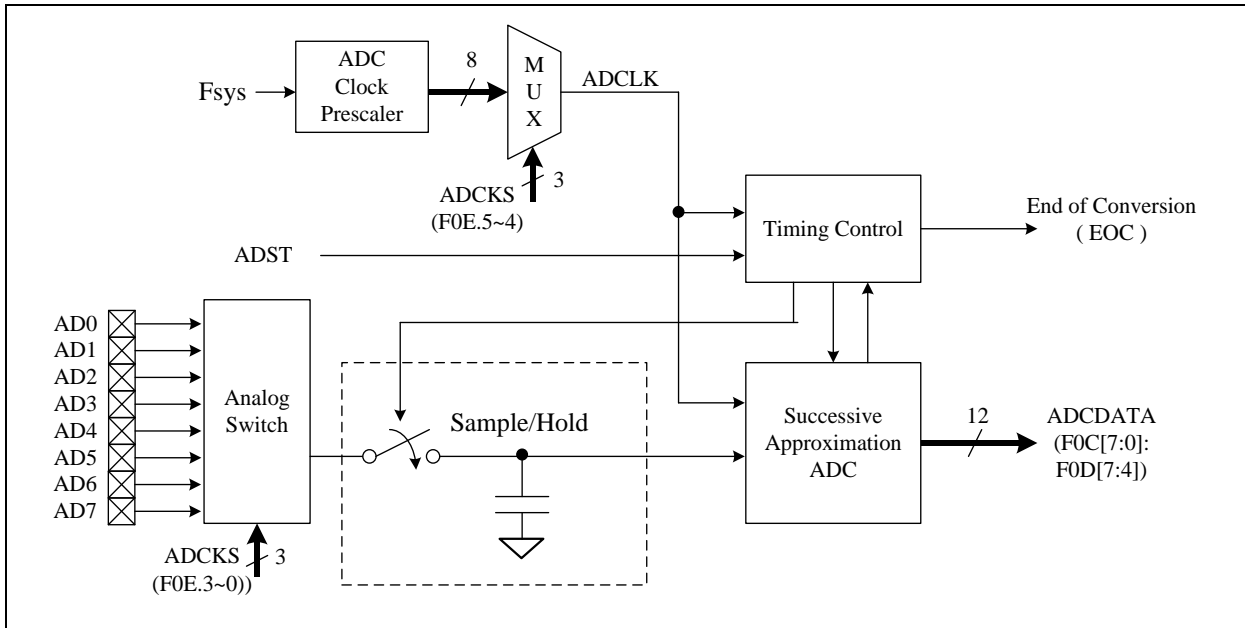 ADC
Clock
Prescaler
Fsys
8
M
U
X
ADCLK
3
ADCKS
(F0E.5~4)
Timing Control
End of Conversion
( EOC )
ADST
AD0
AD1
AD2
AD3
AD4
AD5
AD6
AD7
Analog
Switch
Sample/Hold
Successive
Approximation
ADC
12
ADCDATA
(F0C[7:0]:
F0D[7:4])
ADCKS
3
(F0E.3~0))